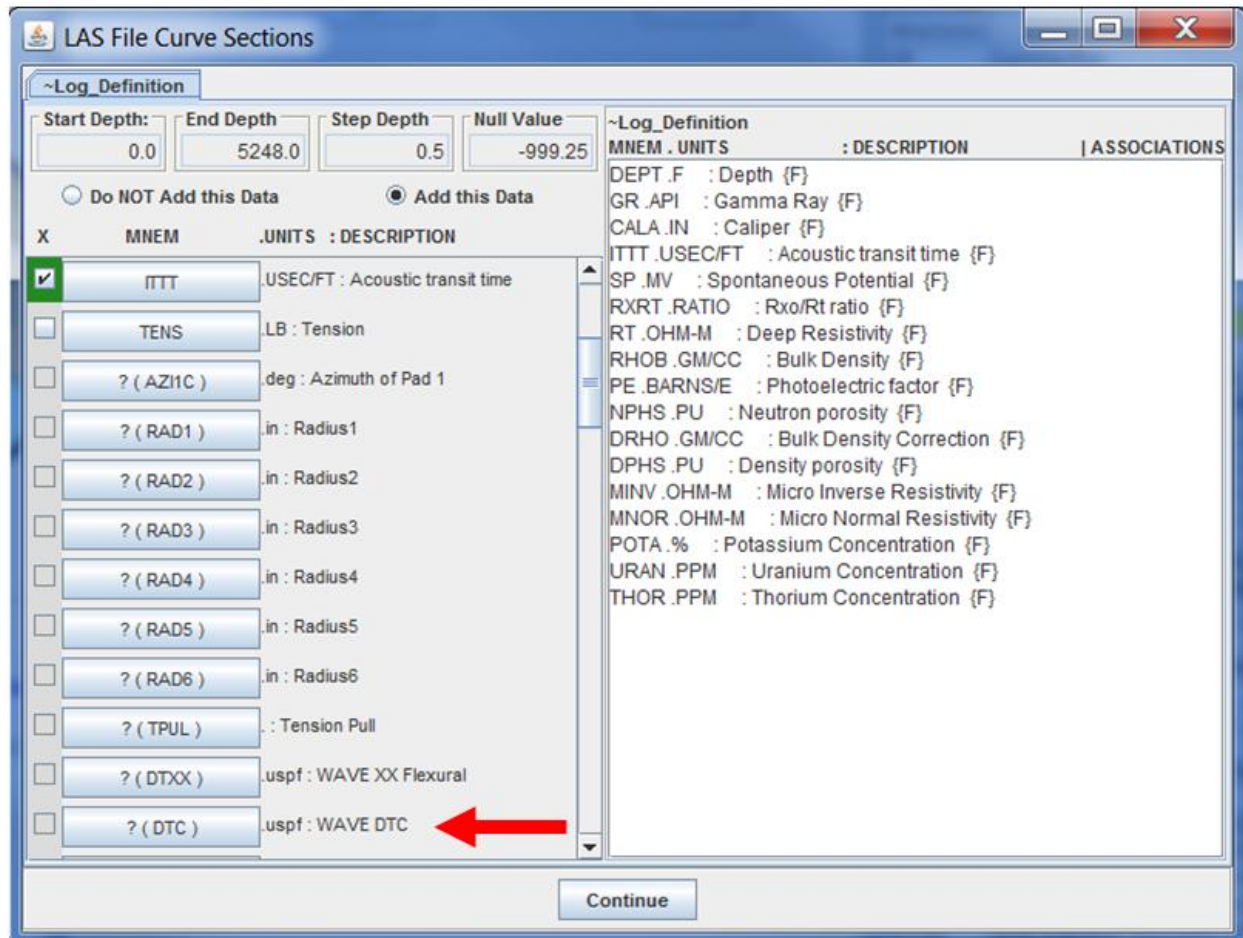 LAS File Curve Sections
~Log_Definition
Start Depth: End Depth Step Depth Null Value
0.0 5248.0 0.5 -999.25
Do NOT Add this Data Add this Data
X MNEM .UNITS : DESCRIPTION
ITTT .USEC/FT : Acoustic transit time
TENS .LB : Tension
? ( AZI1C ) .deg : Azimuth of Pad 1
? ( RAD1 ) .in : Radius1
? ( RAD2 ) .in : Radius2
? ( RAD3 ) .in : Radius3
? ( RAD4 ) .in : Radius4
? ( RAD5 ) .in : Radius5
? ( RAD6 ) .in : Radius6
? ( TPUL ) . : Tension Pull
? ( DTXX ) .uspf : WAVE XX Flexural
? ( DTC ) .uspf : WAVE DTC
~Log_Definition
MNEM . UNITS : DESCRIPTION | ASSOCIATIONS
DEPT .F : Depth {F}
GR .API : Gamma Ray {F}
CALA .IN : Caliper {F}
ITTT .USEC/FT : Acoustic transit time {F}
SP .MV : Spontaneous Potential {F}
RXRT .RATIO : Rxo/Rt ratio {F}
RT .OHM-M : Deep Resistivity {F}
RHOB .GM/CC : Bulk Density {F}
PE .BARNS/E : Photoelectric factor {F}
NPHS .PU : Neutron porosity {F}
DRHO .GM/CC : Bulk Density Correction {F}
DPHS .PU : Density porosity {F}
MINV .OHM-M : Micro Inverse Resistivity {F}
MNOR .OHM-M : Micro Normal Resistivity {F}
POTA .% : Potassium Concentration {F}
URAN .PPM : Uranium Concentration {F}
THOR .PPM : Thorium Concentration {F}
Continue